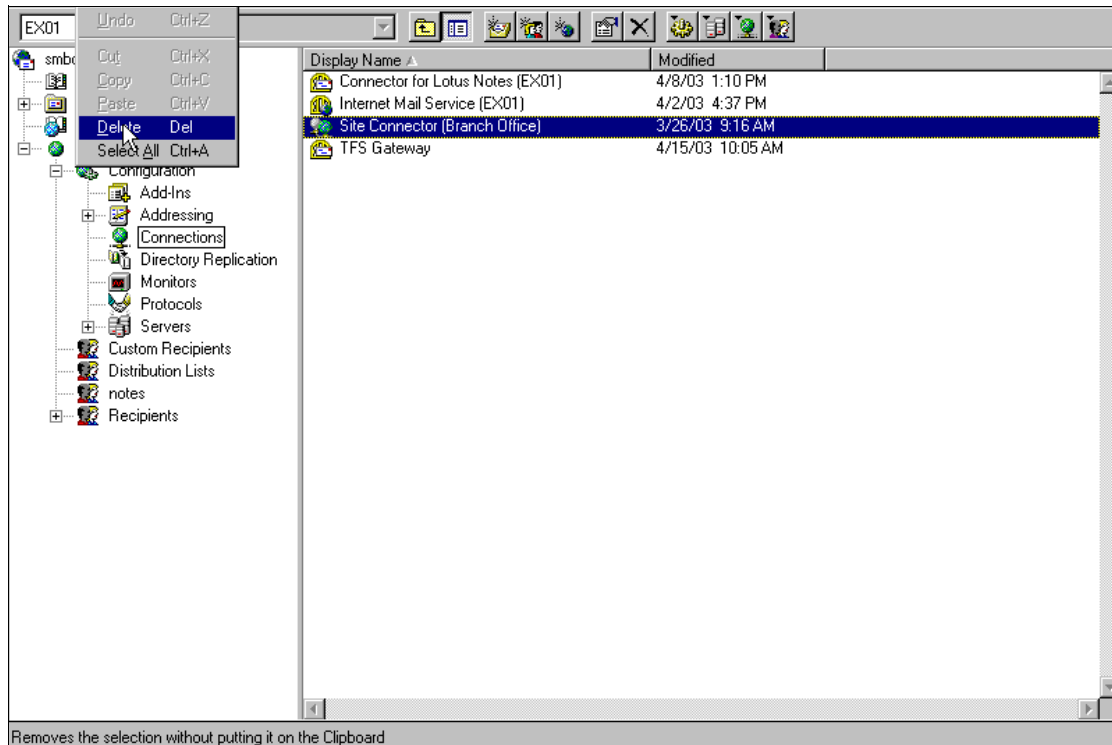 EX01
Undo Ctrl+Z
Cut Ctrl+X
Copy Ctrl+C
Paste Ctrl+V
Delete Del
Select All Ctrl+A
Configuration
Add-Ins
Addressing
Connections
Directory Replication
Monitors
Protocols
Servers
Custom Recipients
Distribution Lists
notes
Recipients
Display Name Modified
Connector for Lotus Notes (EX01) 4/8/03 1:10 PM
Internet Mail Service (EX01) 4/2/03 4:37 PM
Site Connector (Branch Office) 3/26/03 9:16 AM
TFS Gateway 4/15/03 10:05 AM
Removes the selection without putting it on the Clipboard